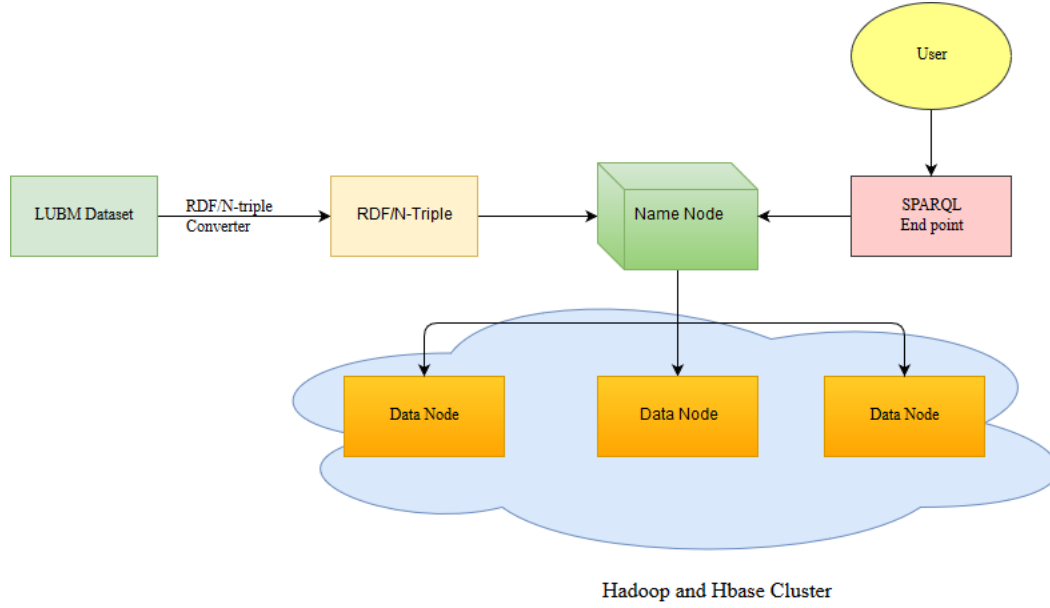 User
LUBM Dataset
RDF/N-triple
Converter
RDF/N-Triple
Name Node
SPARQL
End point
Data Node
Data Node
Data Node
Hadoop and Hbase Cluster